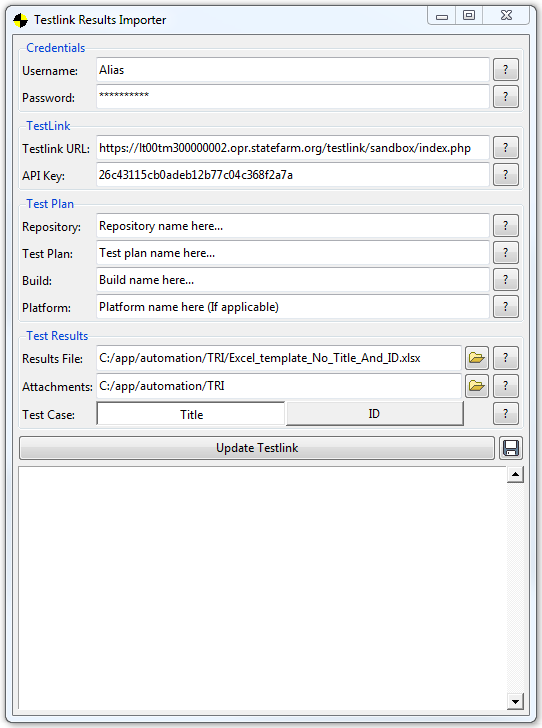 Testlink Results Importer
Credentials
Username: Alias ?
Password: ********** ?
TestLink
Testlink URL: https://lt00tm300000002.opr.statefarm.org/testlink/sandbox/index.php ?
API Key: 26c43115cb0adeb12b77c04c368f2a7a ?
Test Plan
Repository: Repository name here... ?
Test Plan: Test plan name here... ?
Build: Build name here... ?
Platform: Platform name here (If applicable) ?
Test Results
Results File: C:/app/automation/TRI/Excel_template_No_Title_And_ID.xlsx ?
Attachments: C:/app/automation/TRI ?
Test Case: Title ID ?
Update Testlink